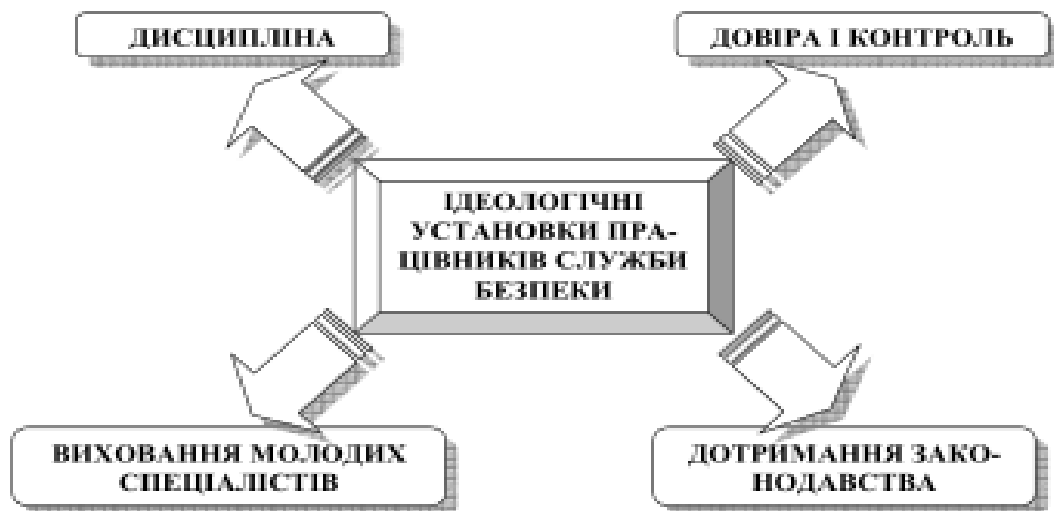 ДИСЦИПЛІНА
ДОВІРА І КОНТРОЛЬ
ІДЕОЛОГІЧНІ
УСТАНОВКИ ПРА-
ЦІВНИКІВ СЛУЖБИ
БЕЗПЕКИ
ВИХОВАННЯ МОЛОДИХ
СПЕЦІАЛІСТІВ
ДОТРИМАННЯ ЗАКО-
НОДАВСТВА